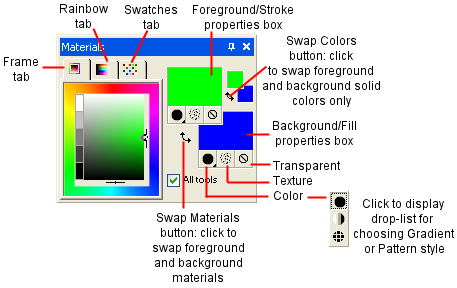 Rainbow
tab
Swatches
tab
Foreground/Stroke
properties box
Frame
tab
Materials
Swap Colors
button: click
to swap foreground
and background solid
colors only
Background/Fill
properties box
Transparent
Texture
Color
All tools
Swap Materials
button: click to
swap foreground
and background
materials
Click to display
drop-list for
choosing Gradient
or Pattern style